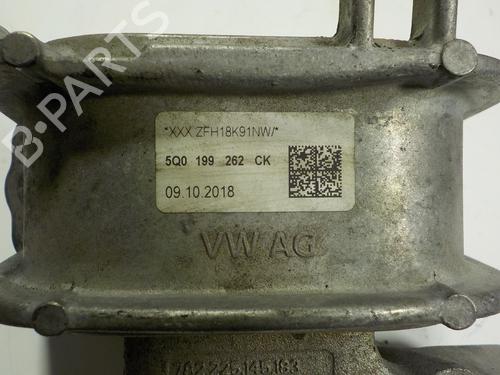 *XXX ZFH18K91NW/*
5Q0 199 262 CK
09.10.2018
VW AG
B-PARTS